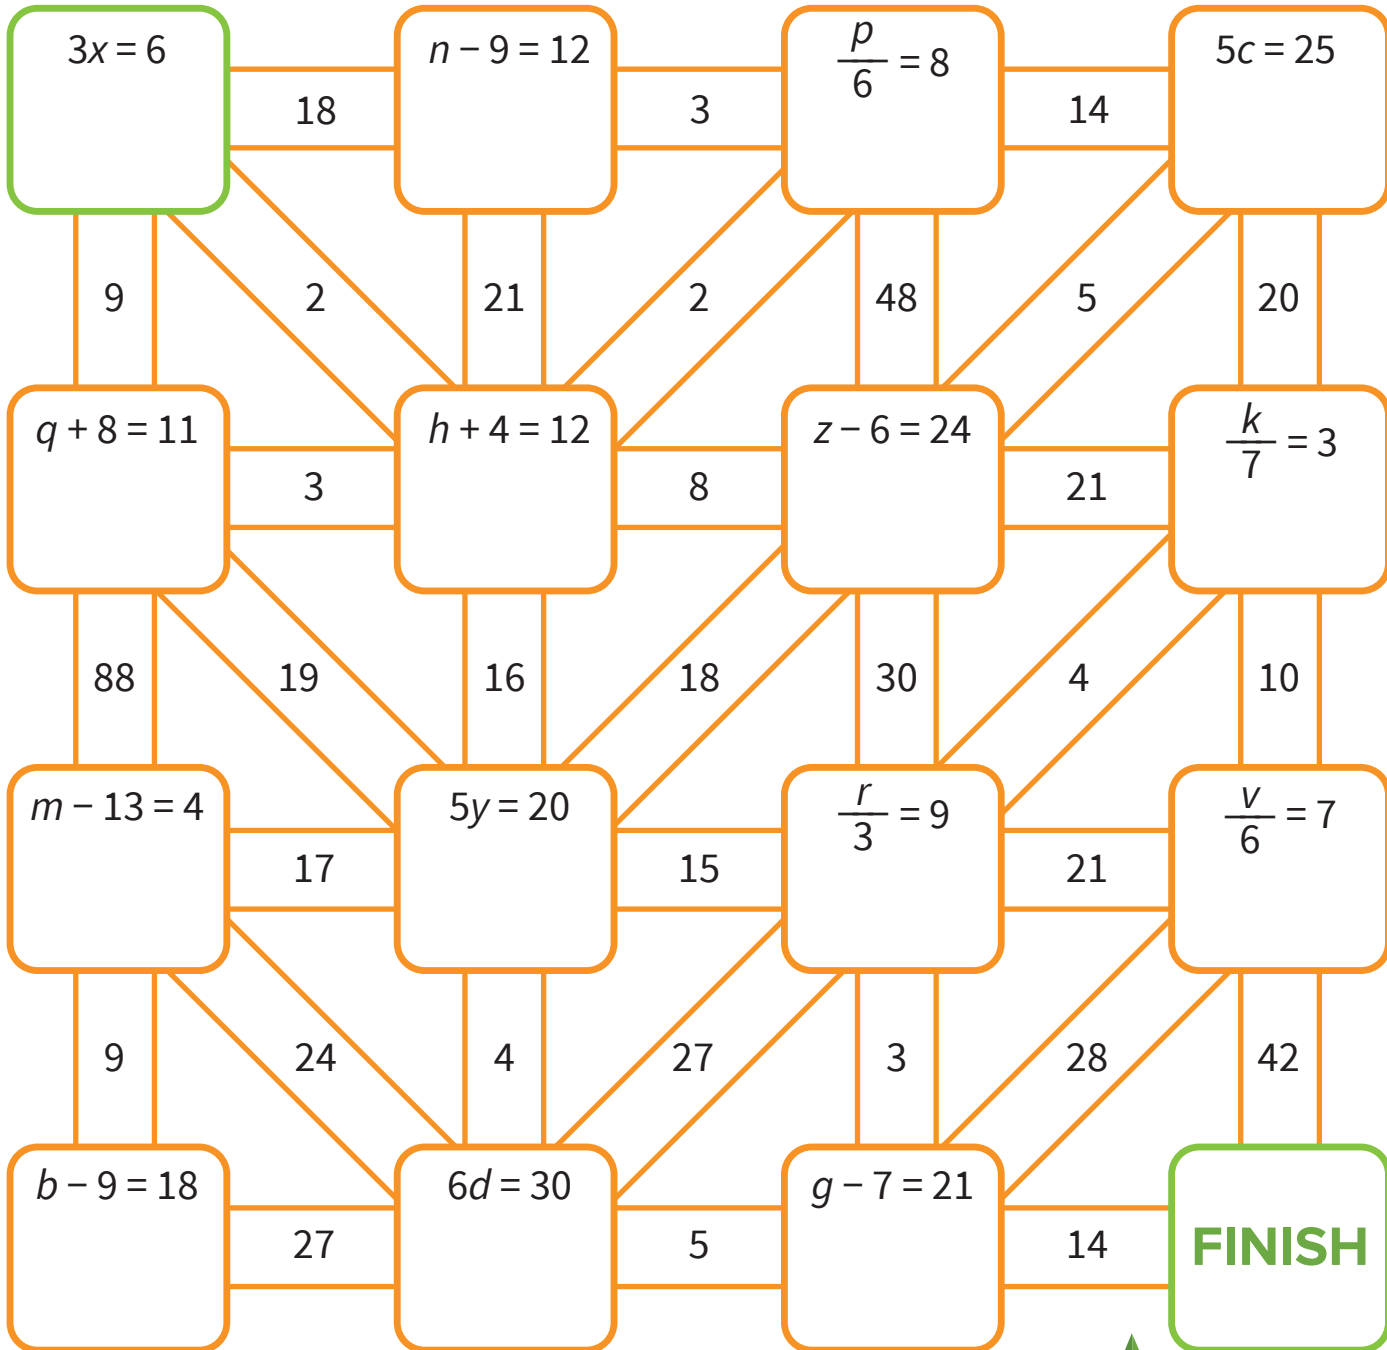 3x = 6
n − 9 = 12
p/6 = 8
5c = 25
18
3
14
9
2
21
2
48
5
20
q + 8 = 11
h + 4 = 12
z − 6 = 24
k/7 = 3
3
8
21
88
19
16
18
30
4
10
m − 13 = 4
5y = 20
r/3 = 9
v/6 = 7
17
15
21
9
24
4
27
3
28
42
b − 9 = 18
6d = 30
g − 7 = 21
FINISH
27
5
14